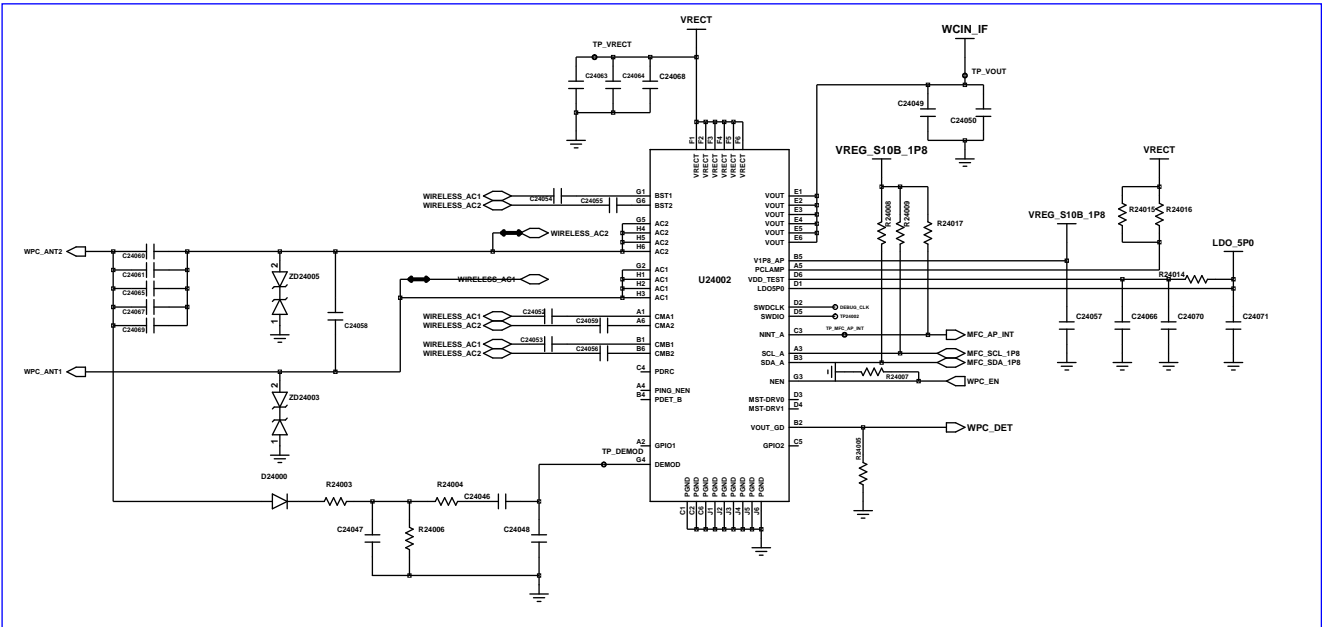 VRECT
WCIN_IF
TP_VRECT
TP_VOUT
C24063
C24064
C24068
C24049
C24050
VREG_S10B_1P8
VRECT
F1 F2 F3 F4 F5 F6
VRECT VRECT VRECT VRECT VRECT VRECT
WIRELESS_AC1
C24054
G1
BST1
WIRELESS_AC2
C24055
G6
BST2
VOUT
E1
VOUT
E2
VOUT
E3
VOUT
E4
VOUT
E5
VOUT
E6
R24008
R24009
R24017
R24015
R24016
VREG_S10B_1P8
LDO_5P0
G5
AC2
H4
AC2
H5
AC2
H6
AC2
WIRELESS_AC2
WPC_ANT2
C24060
C24061
C24065
C24067
C24069
ZD24005
2
1
C24058
G2
AC1
H1
AC1
H2
AC1
H3
AC1
WIRELESS_AC1
U24002
V1P8_AP
B5
PCLAMP
A5
VDD_TEST
D6
R24014
LDO5P0
D1
SWDCLK
D2
DEBUG_CLK
SWDIO
D5
TP24002
WIRELESS_AC1
C24052
A1
CMA1
WIRELESS_AC2
C24059
A6
CMA2
WIRELESS_AC1
C24053
B1
CMB1
WIRELESS_AC2
C24056
B6
CMB2
C24057
C24066
C24070
C24071
NINT_A
C3
TP_MFC_AP_INT
MFC_AP_INT
SCL_A
A3
MFC_SCL_1P8
SDA_A
B3
MFC_SDA_1P8
R24007
NEN
G3
WPC_EN
WPC_ANT1
C4
PDRC
A4
PING_NEN
B4
PDET_B
ZD24003
2
1
MST-DRV0
D3
MST-DRV1
D4
VOUT_GD
B2
WPC_DET
A2
GPIO1
GPIO2
C5
R24005
TP_DEMOD
G4
DEMOD
D24000
R24003
R24004
C24046
C24047
R24006
C24048
PGND PGND PGND PGND PGND PGND PGND PGND PGND
C1 C2 C6 J1 J2 J3 J4 J5 J6